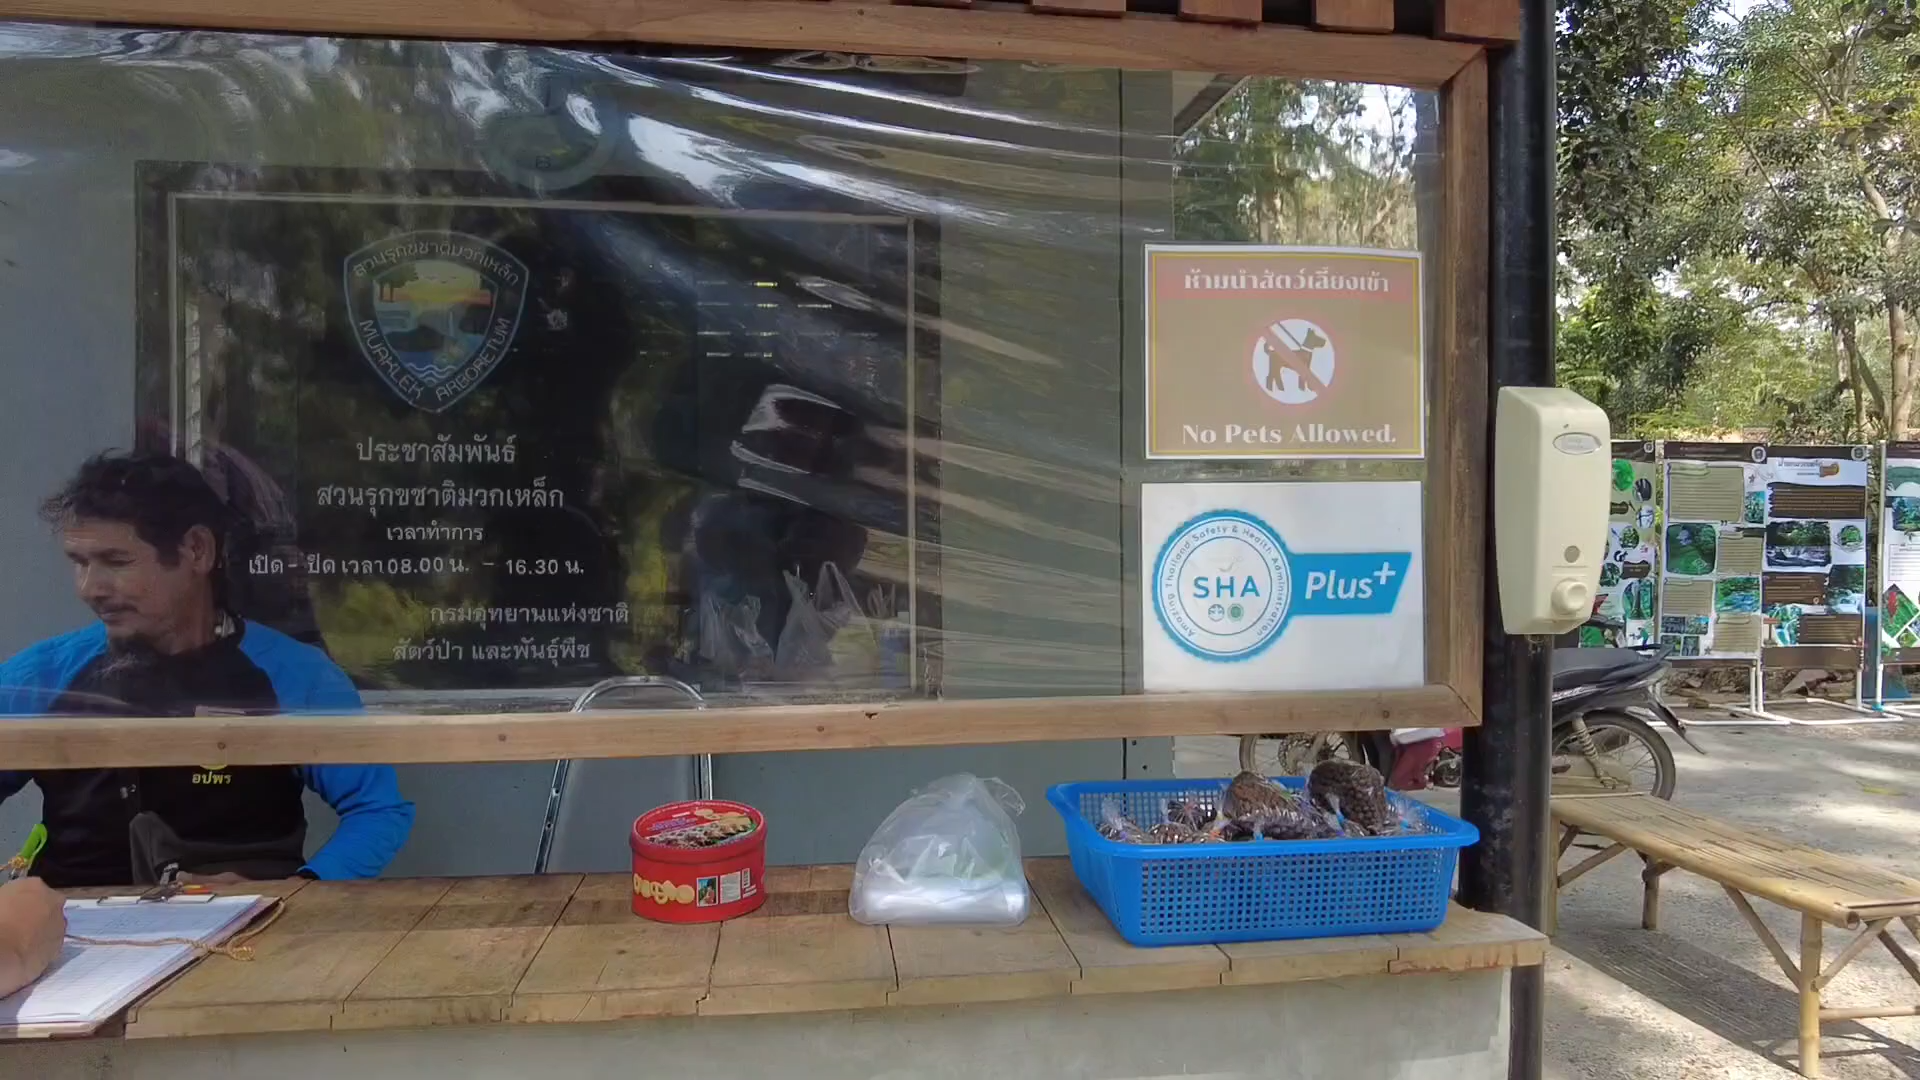 สวนรุกขชาติมวกเหล็ก
MUAKLEK ARBORETUM
ประชาสัมพันธ์
สวนรุกขชาติมวกเหล็ก
เวลาทำการ
เปิด - ปิด เวลา 08.00 น. - 16.30 น.
กรมอุทยานแห่งชาติ
สัตว์ป่า และพันธุ์พืช
ห้ามนำสัตว์เลี้ยงเข้า
No Pets Allowed.
Amazing Thailand Safety & Health Administration
SHA
Plus+
อปพร